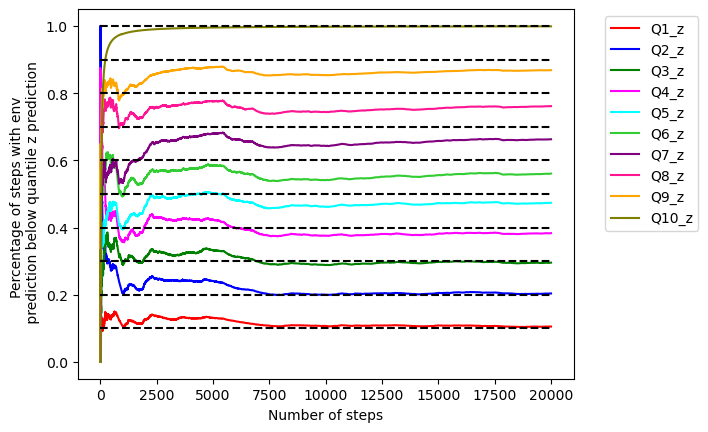 1.0
0.8
0.6
0.4
0.2
0.0
Percentage of steps with env
prediction below quantile z prediction
0
2500
5000
7500
10000
12500
15000
17500
20000
Number of steps
Q1_z
Q2_z
Q3_z
Q4_z
Q5_z
Q6_z
Q7_z
Q8_z
Q9_z
Q10_z